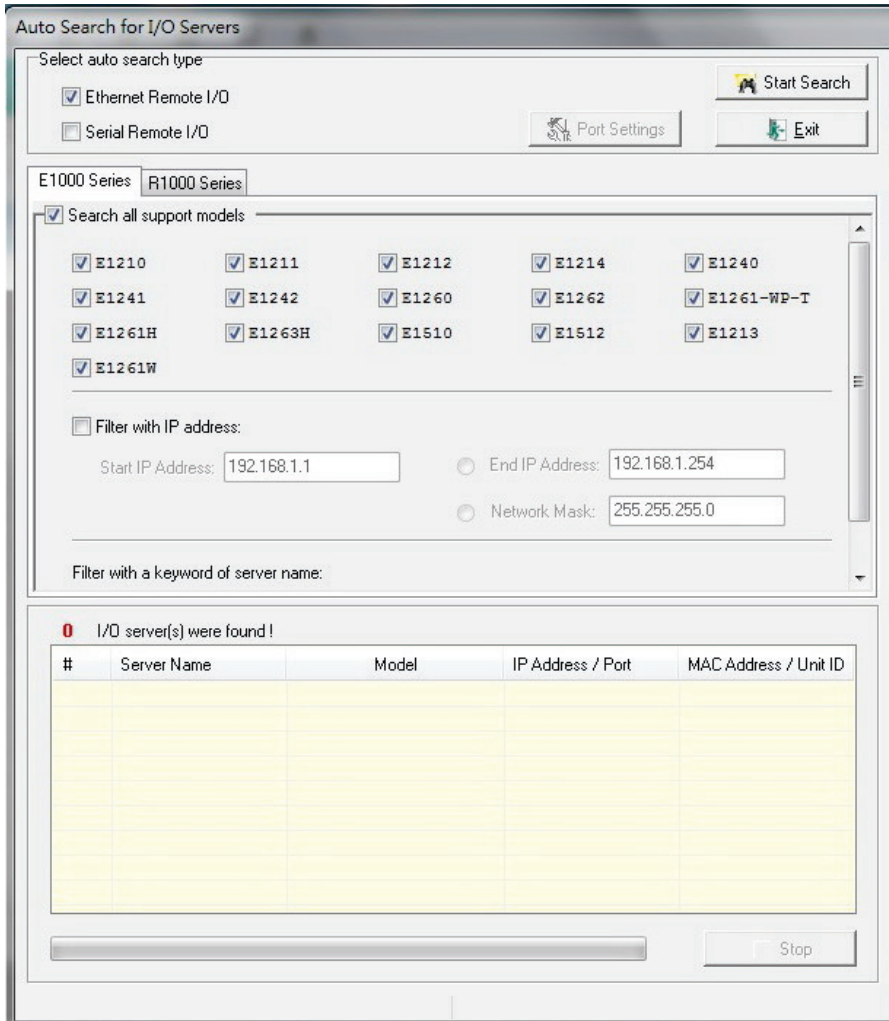 Auto Search for I/O Servers
Select auto search type
Ethernet Remote I/O
Start Search
Serial Remote I/O
Port Settings
Exit
E1000 Series
R1000 Series
Search all support models
E1210 E1211 E1212 E1214 E1240
E1241 E1242 E1260 E1262 E1261-WP-T
E1261H E1263H E1510 E1512 E1213
E1261W
Filter with IP address:
Start IP Address: 192.168.1.1 End IP Address: 192.168.1.254
Network Mask: 255.255.255.0
Filter with a keyword of server name:
0 I/O server(s) were found !
# Server Name Model IP Address / Port MAC Address / Unit ID
Stop